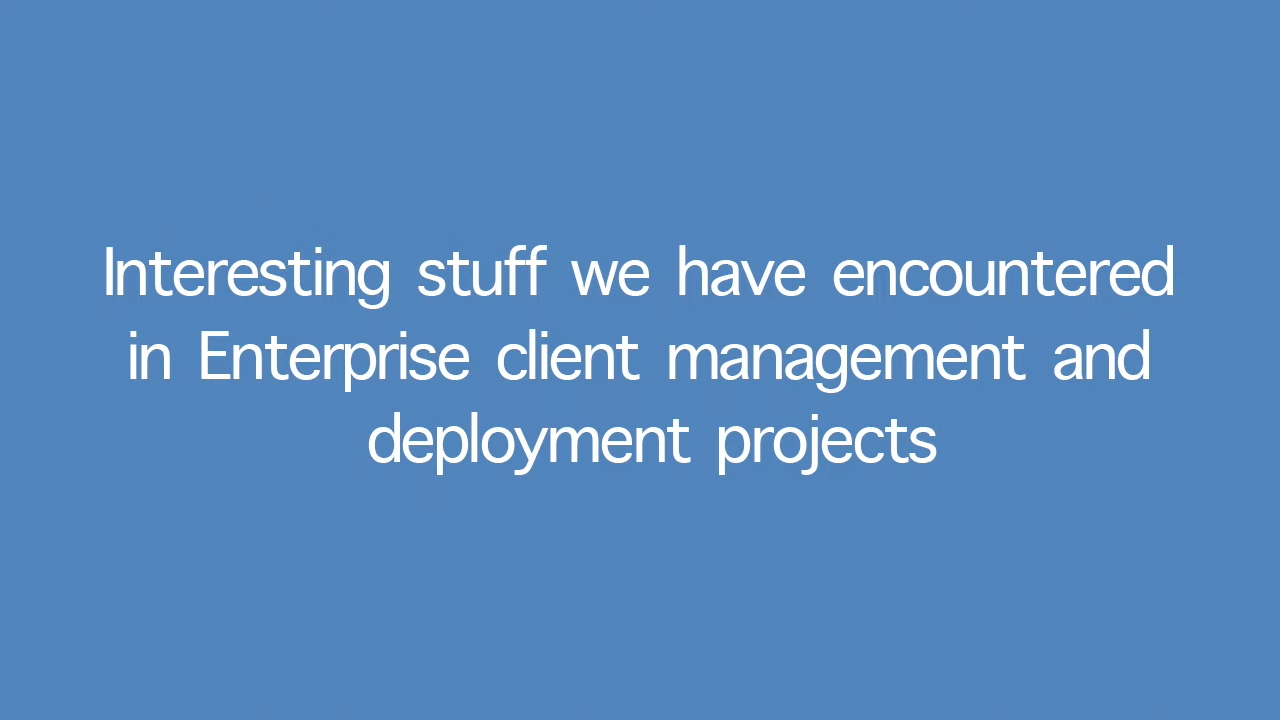 Interesting stuff we have encountered
in Enterprise client management and
deployment projects